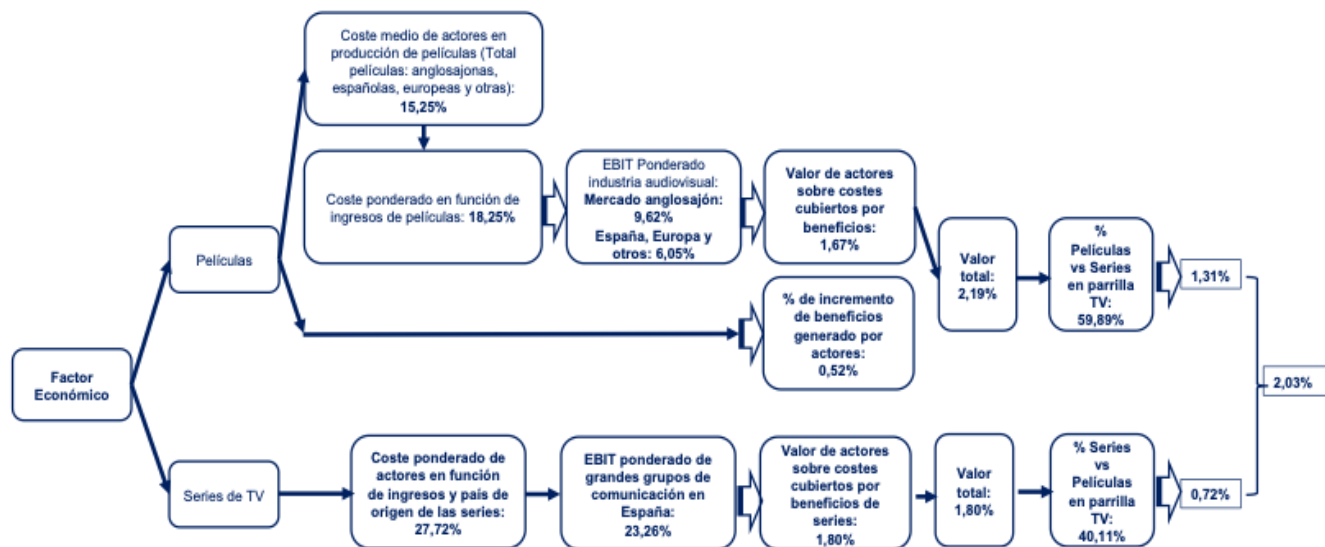 Coste medio de actores en
producción de películas (Total
películas: anglosajonas,
españolas, europeas y otras):
15,25%
Coste ponderado en función de
ingresos de películas: 18,25%
EBIT Ponderado
industria audiovisual:
Mercado anglosajón:
9,62%
España, Europa y
otros: 6,05%
Valor de actores
sobre costes
cubiertos por
beneficios:
1,67%
Películas
Valor
total:
2,19%
%
Películas
vs Series
en parrilla
TV:
59,89%
1,31%
% de incremento
de beneficios
generado por
actores:
0,52%
Factor
Económico
2,03%
Series de TV
Coste ponderado de
actores en función
de ingresos y país de
origen de las series:
27,72%
EBIT ponderado de
grandes grupos de
comunicación en
España:
23,26%
Valor de actores
sobre costes
cubiertos por
beneficios de
series:
1,80%
Valor
total:
1,80%
% Series
vs
Películas
en parrilla
TV:
40,11%
0,72%